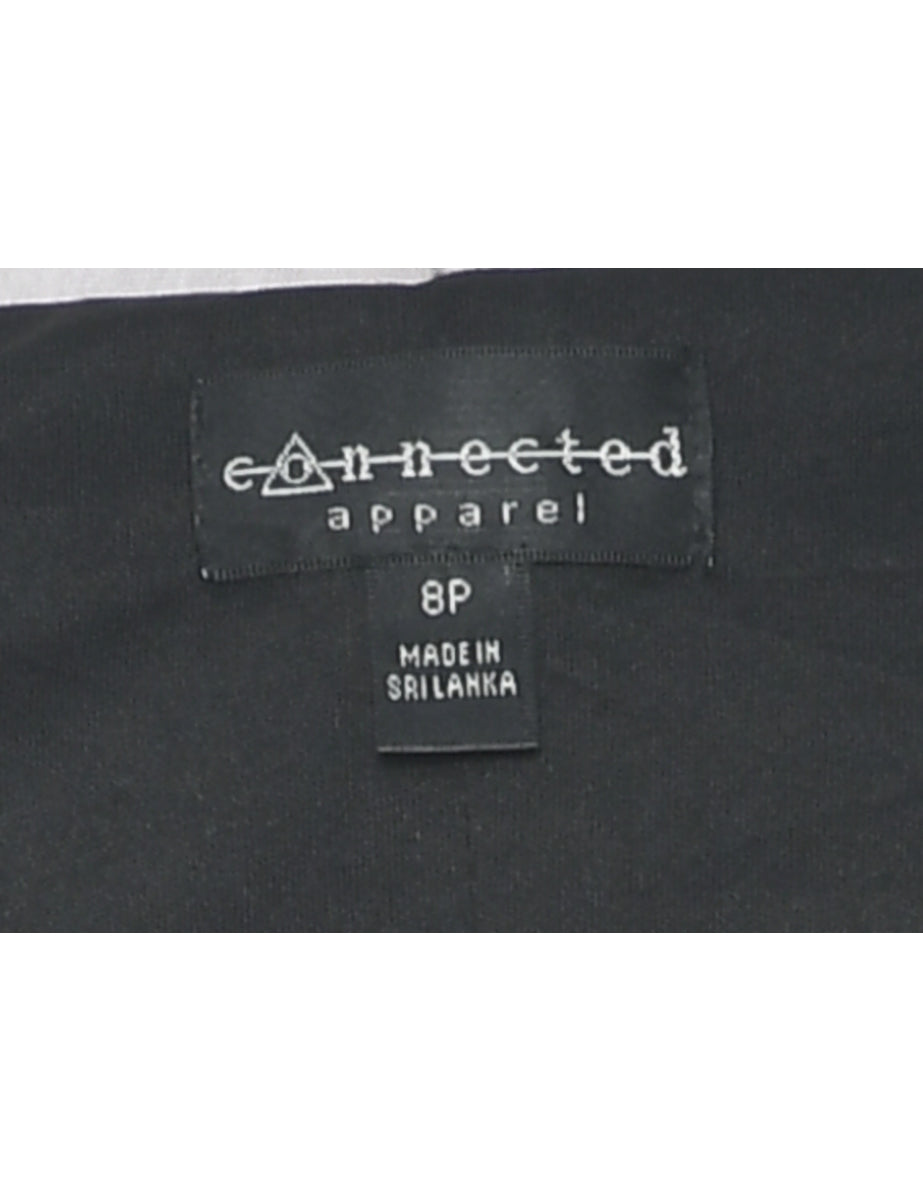 connected
apparel
8P
MADE IN
SRI LANKA